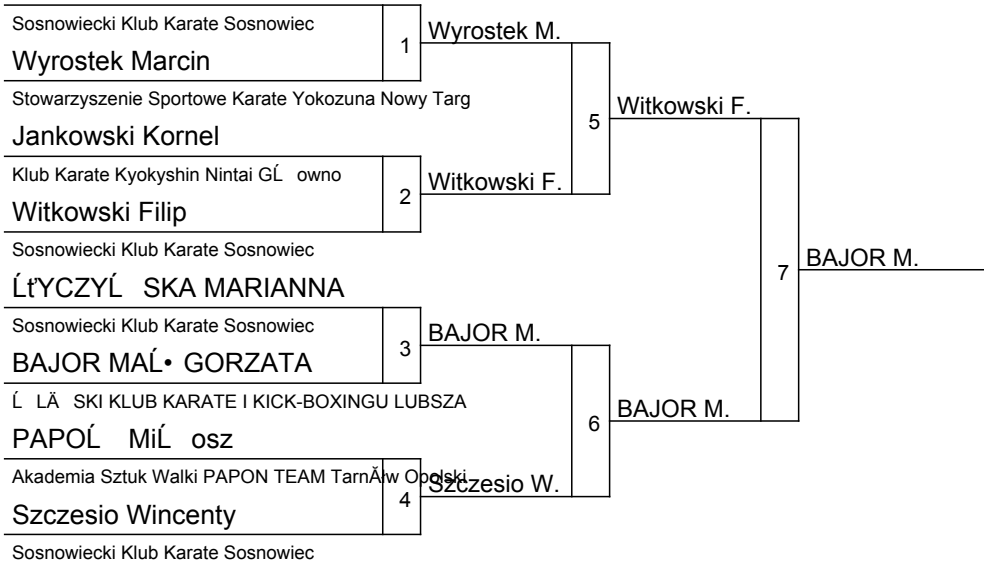 Sosnowiecki Klub Karate Sosnowiec
1
Wyrostek M.
Wyrostek Marcin
Stowarzyszenie Sportowe Karate Yokozuna Nowy Targ
5
Witkowski F.
Jankowski Kornel
Klub Karate Kyokyshin Nintai GĹ owno
2
Witkowski F.
Witkowski Filip
Sosnowiecki Klub Karate Sosnowiec
7
BAJOR M.
ĹťYCZYĹ SKA MARIANNA
Sosnowiecki Klub Karate Sosnowiec
3
BAJOR M.
BAJOR MAĹ• GORZATA
Ĺ LÄ SKI KLUB KARATE I KICK-BOXINGU LUBSZA
6
BAJOR M.
PAPOĹ MiĹ osz
Akademia Sztuk Walki PAPON TEAM TarnĂłw Opolski
4
Szczesio W.
Szczesio Wincenty
Sosnowiecki Klub Karate Sosnowiec